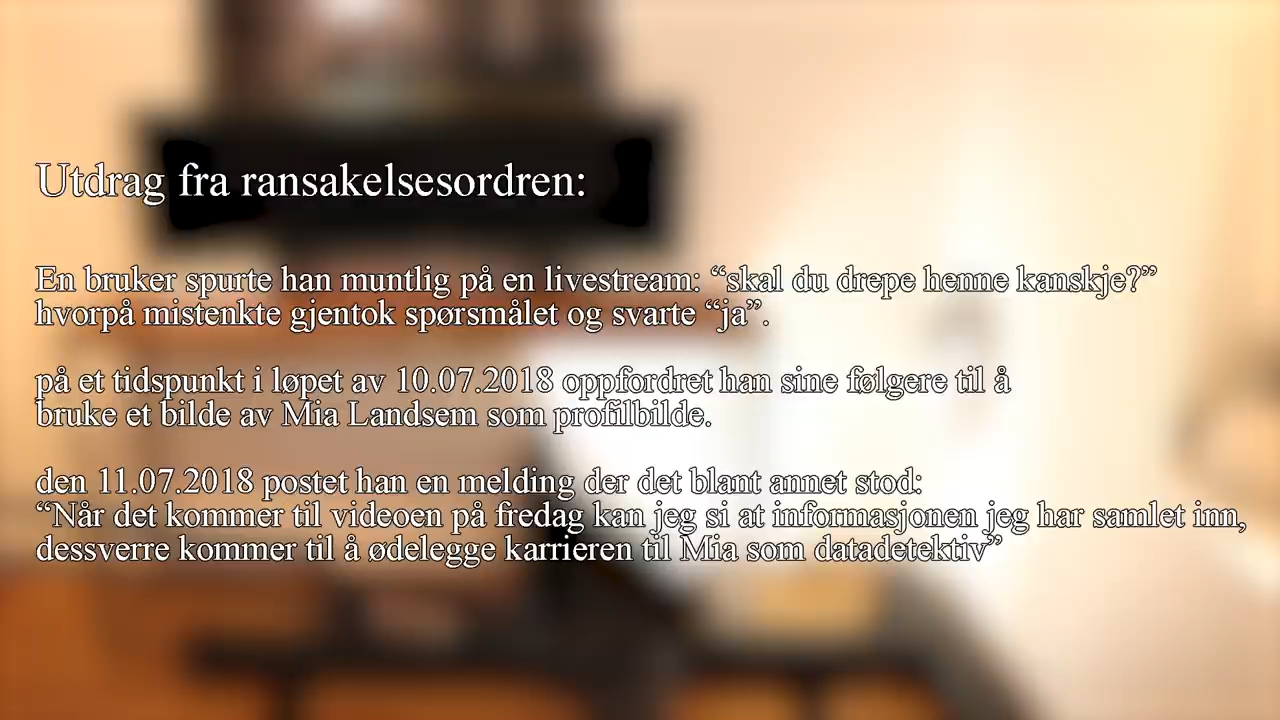 Utdrag fra ransakelsesordren:
En bruker spurte han muntlig på en livestream: “skal du drepe henne kanskje?”
hvorpå mistenkte gjentok spørsmålet og svarte “ja”.
på et tidspunkt i løpet av 10.07.2018 oppfordret han sine følgere til å
bruke et bilde av Mia Landsem som profilbilde.
den 11.07.2018 postet han en melding der det blant annet stod:
“Når det kommer til videoen på fredag kan jeg si at informasjonen jeg har samlet inn,
dessverre kommer til å ødelegge karrieren til Mia som datadetektiv”